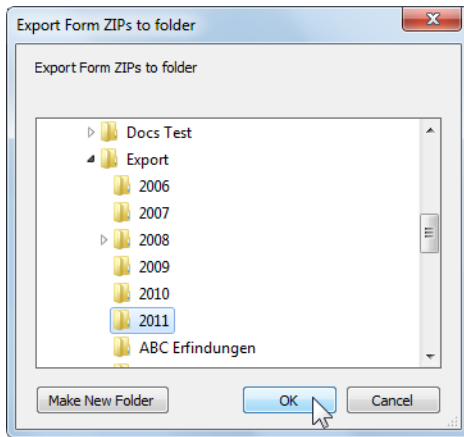 Export Form ZIPs to folder
Export Form ZIPs to folder
Docs Test
Export
2006
2007
2008
2009
2010
2011
ABC Erfindungen
Make New Folder OK Cancel